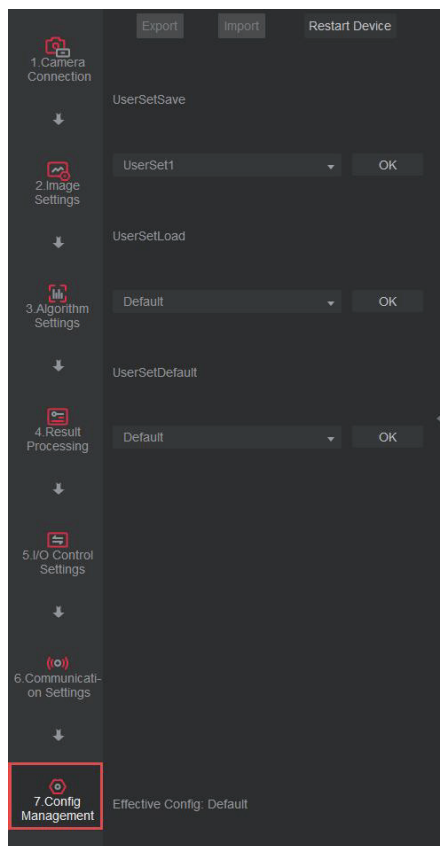 Export Import Restart Device
1.Camera
Connection
UserSetSave
UserSet1 OK
2.Image
Settings
UserSetLoad
Default OK
3.Algorithm
Settings
UserSetDefault
Default OK
4.Result
Processing
5.I/O Control
Settings
6.Communicati-
on Settings
7.Config
Management
Effective Config: Default